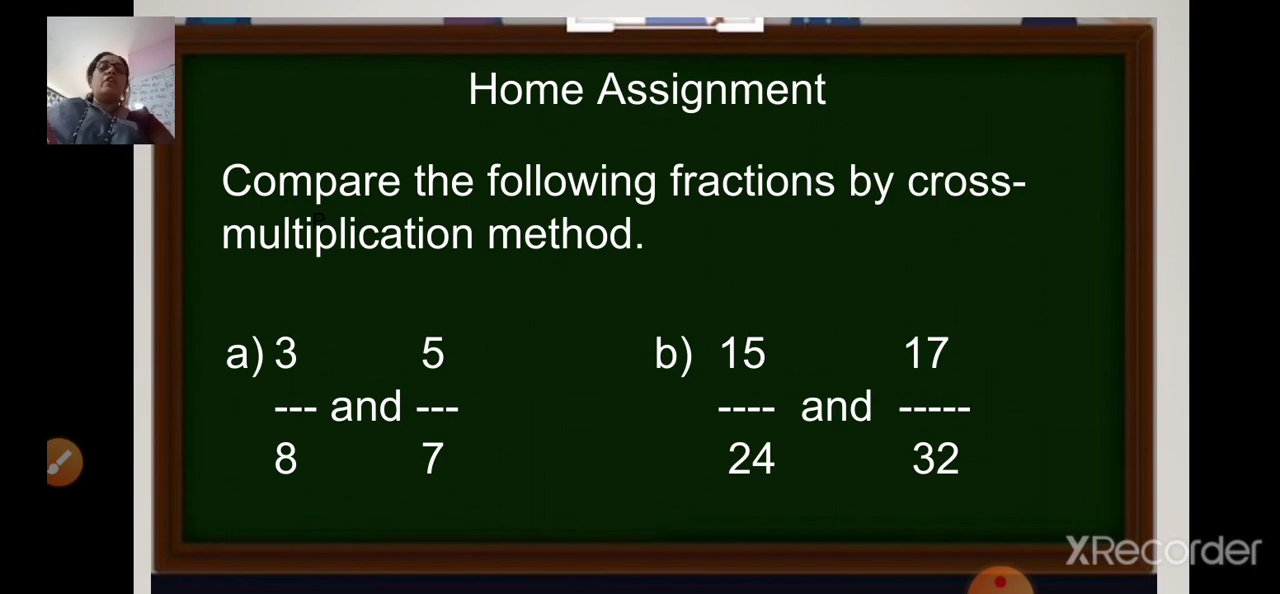 Home Assignment
Compare the following fractions by cross-
multiplication method.
a) 3 5 b) 15 17
--- and --- ---- and -----
8 7 24 32
XRecorder